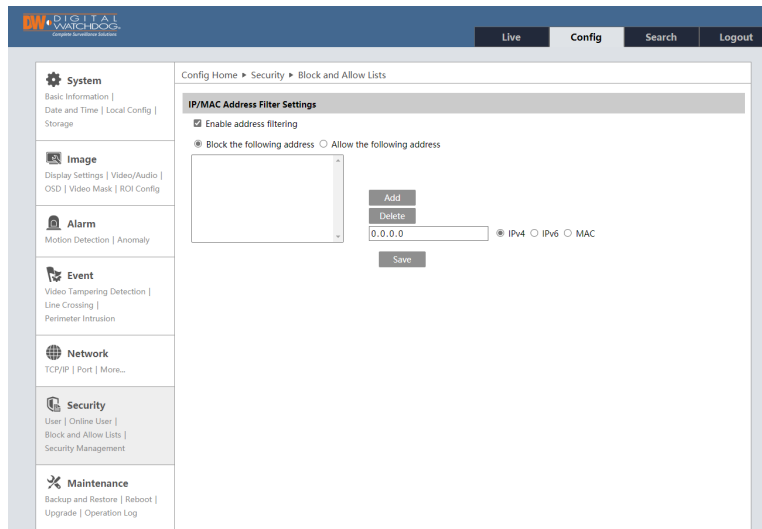 DW DIGITAL
WATCHDOG.
Complete Surveillance Solutions
Live Config Search Logout
System
Basic Information |
Date and Time | Local Config |
Storage
Image
Display Settings | Video/Audio |
OSD | Video Mask | ROI Config
Alarm
Motion Detection | Anomaly
Event
Video Tampering Detection |
Line Crossing |
Perimeter Intrusion
Network
TCP/IP | Port | More...
Security
User | Online User |
Block and Allow Lists |
Security Management
Maintenance
Backup and Restore | Reboot |
Upgrade | Operation Log
Config Home ▶ Security ▶ Block and Allow Lists
IP/MAC Address Filter Settings
Enable address filtering
Block the following address Allow the following address
Add
Delete
0.0.0.0 IPv4 IPv6 MAC
Save